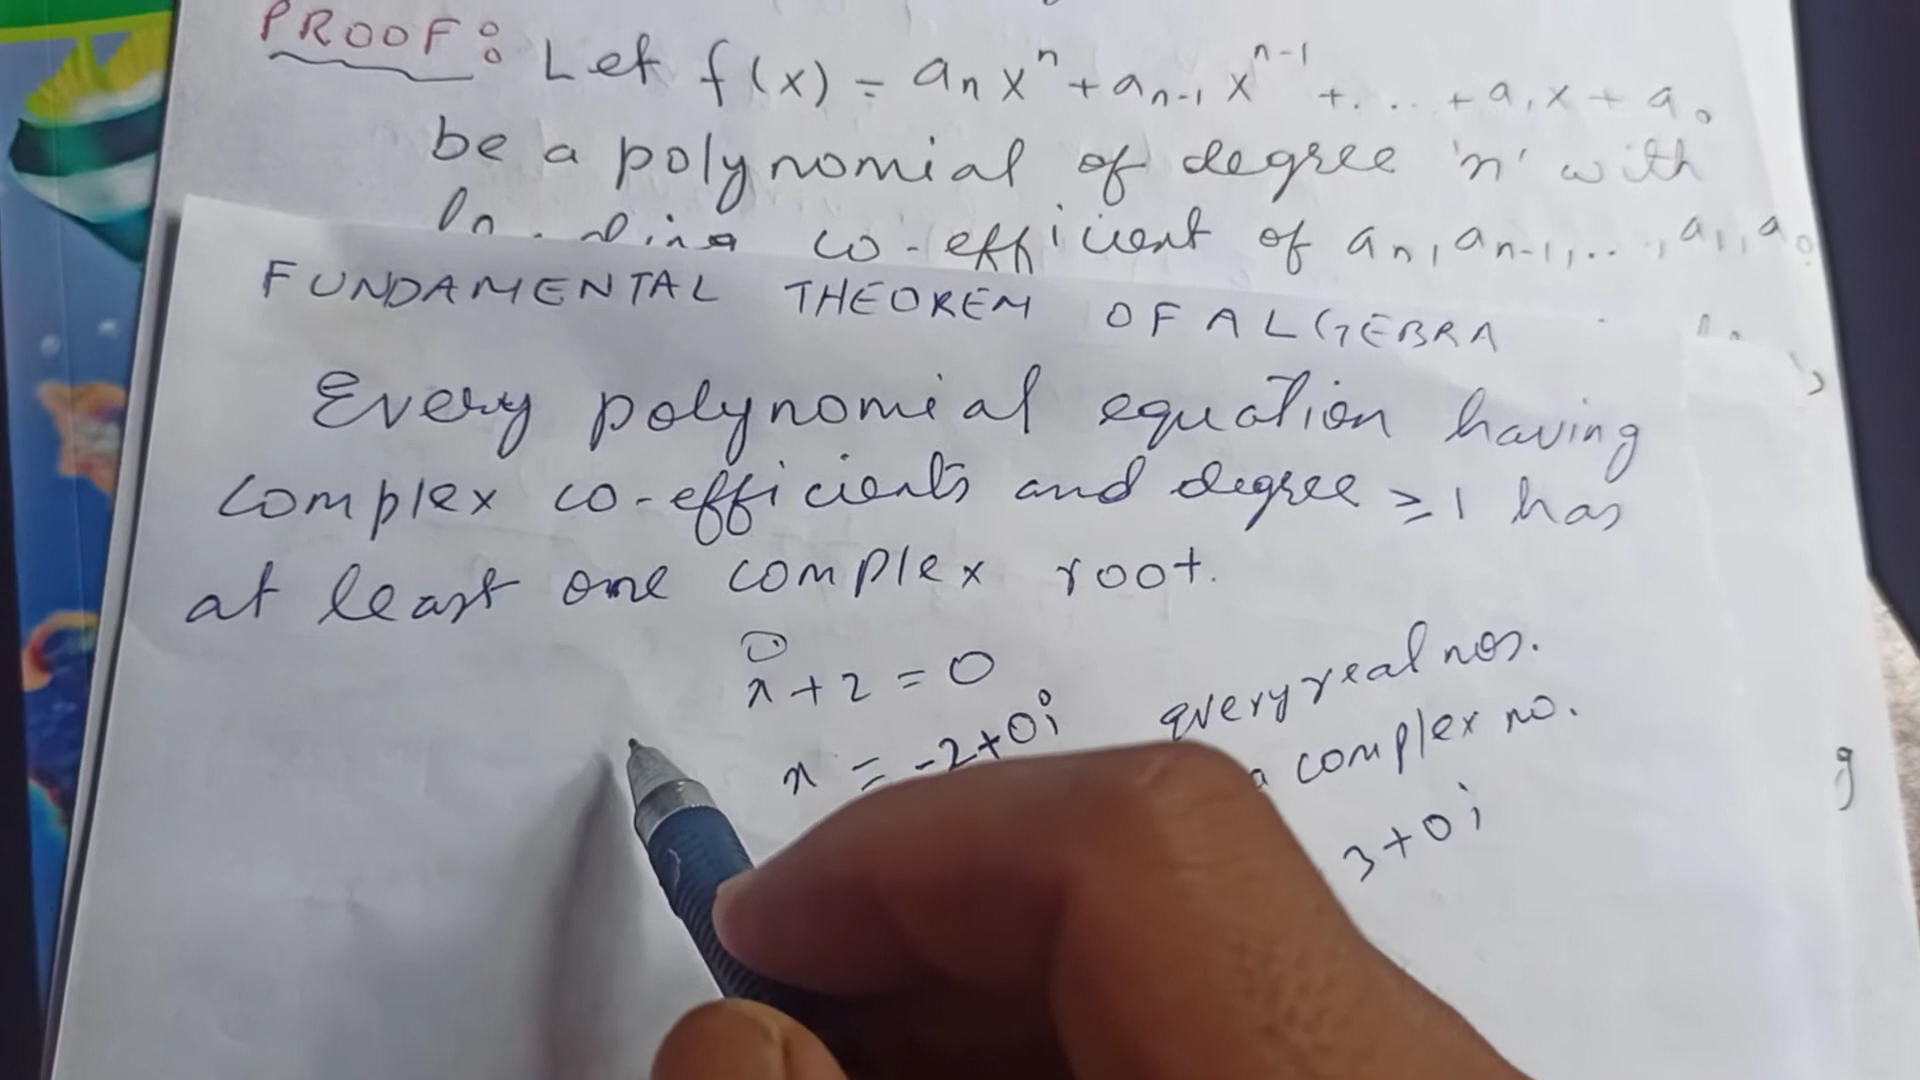 PROOF: Let f(x) = aₙxⁿ + aₙ₋₁xⁿ⁻¹ + ... + a₁x + a₀
be a polynomial of degree 'n' with
co-efficient of aₙ, aₙ₋₁, ..., a₁, a₀
FUNDAMENTAL THEOREM OF ALGEBRA
Every polynomial equation having
complex co-efficients and degree ≥ 1 has
at least one complex root.
x + 2 = 0
x = -2+0i
every real nos.
a complex no.
3+0i
g